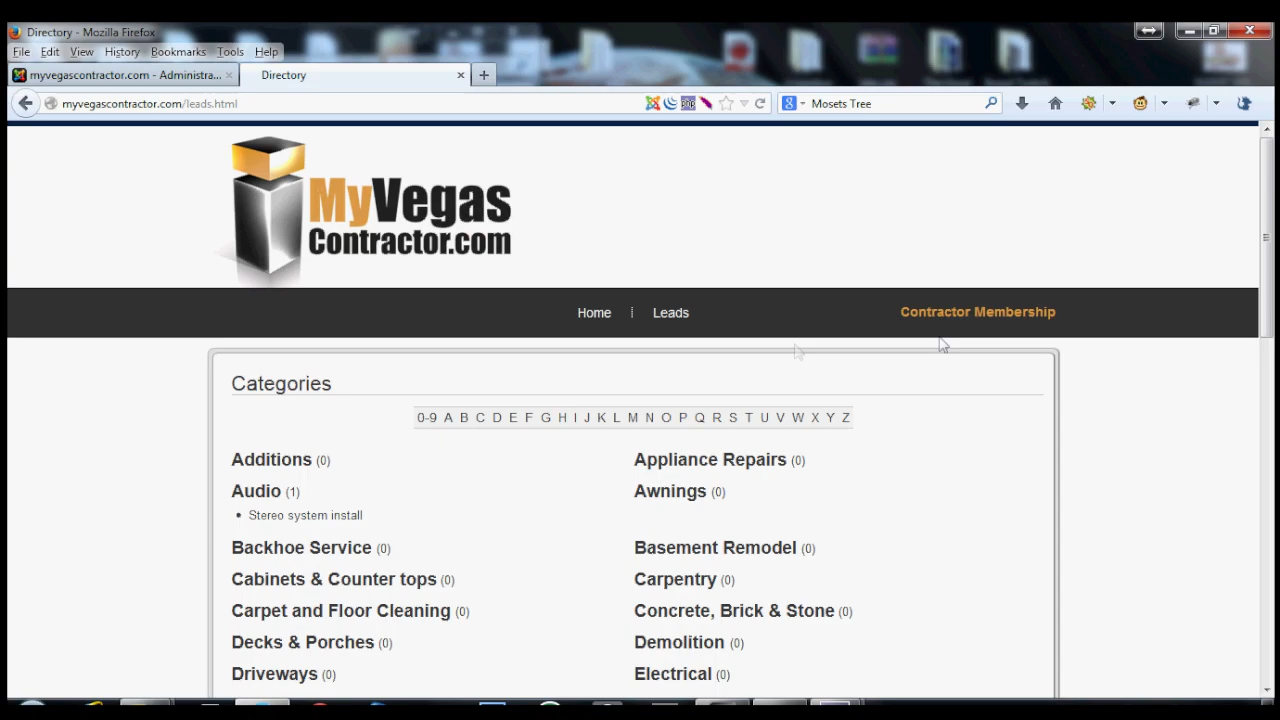 Directory - Mozilla Firefox
File Edit View History Bookmarks Tools Help
myvegascontractor.com - Administra... × Directory × +
myvegascontractor.com/leads.html Mosets Tree
MyVegas
Contractor.com
Home Leads Contractor Membership
Categories
0-9 A B C D E F G H I J K L M N O P Q R S T U V W X Y Z
Additions (0) Appliance Repairs (0)
Audio (1) Awnings (0)
• Stereo system install
Backhoe Service (0) Basement Remodel (0)
Cabinets & Counter tops (0) Carpentry (0)
Carpet and Floor Cleaning (0) Concrete, Brick & Stone (0)
Decks & Porches (0) Demolition (0)
Driveways (0) Electrical (0)